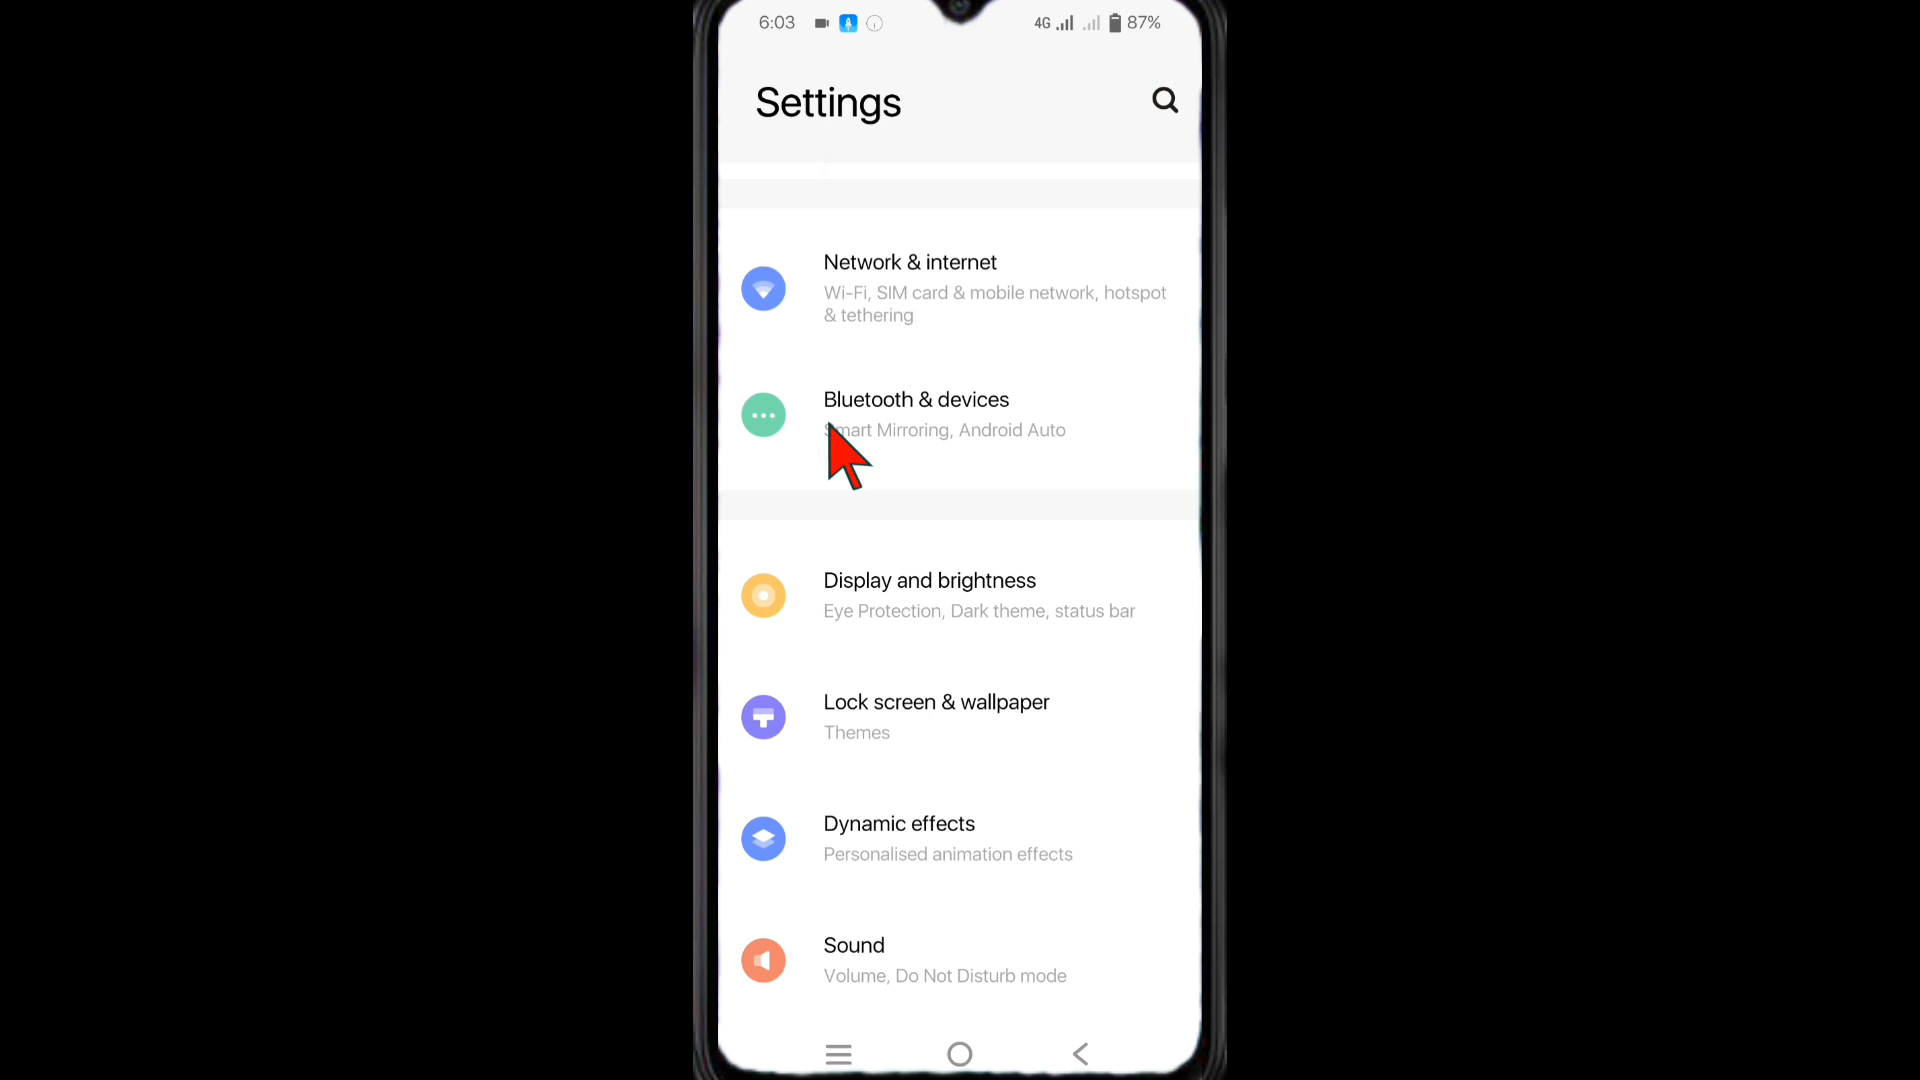 6:03 4G 87%
Settings
Network & internet
Wi-Fi, SIM card & mobile network, hotspot
& tethering
Bluetooth & devices
Smart Mirroring, Android Auto
Display and brightness
Eye Protection, Dark theme, status bar
Lock screen & wallpaper
Themes
Dynamic effects
Personalised animation effects
Sound
Volume, Do Not Disturb mode